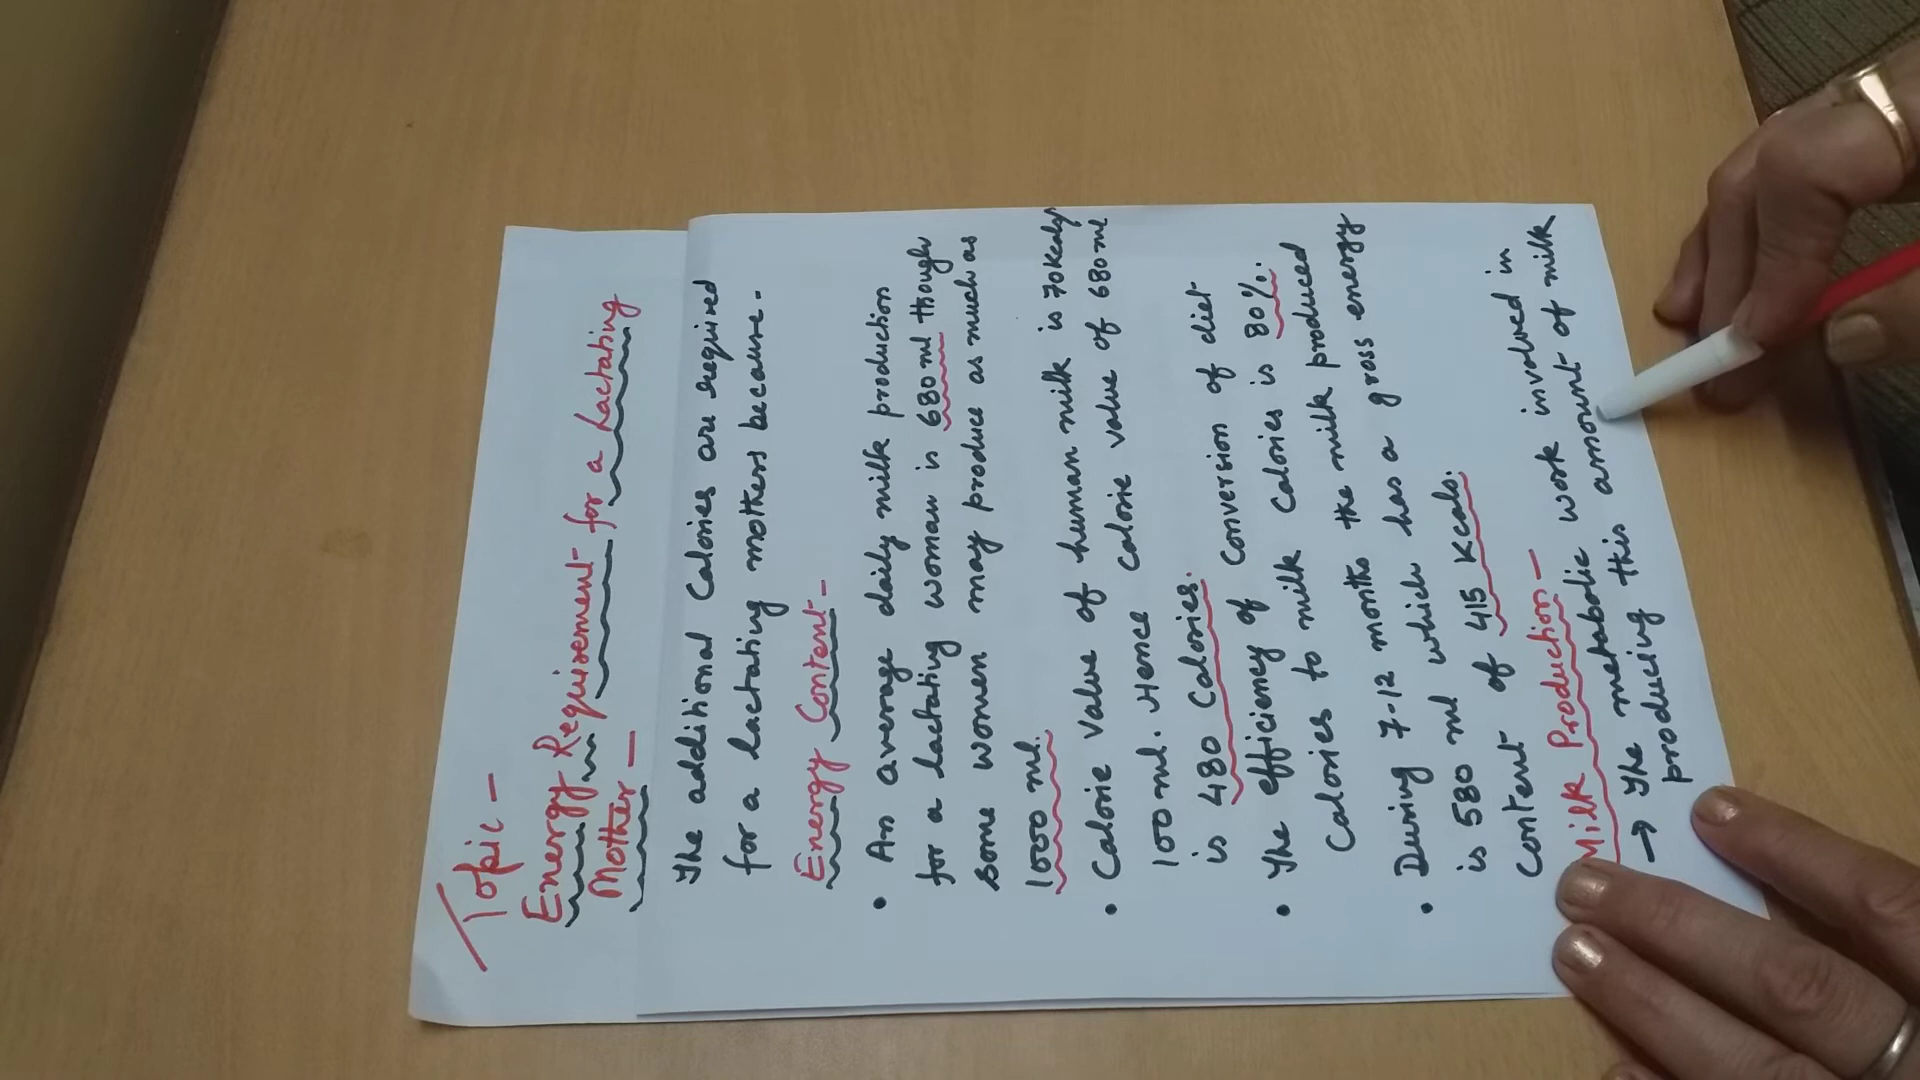 Topic -
Energy Requirement for a Lactating
Mother -
The additional Calories are required
for a lactating mothers because -
Energy Content -
• An average daily milk production
for a lactating woman is 680 ml though
some women may produce as much as
1000 ml.
• Calorie value of human milk is 70 kcals/
100 ml. Hence calorie value of 680 ml
is 480 Calories.
• The efficiency of conversion of diet
Calories to milk calories is 80%.
• During 7-12 months the milk produced
is 580 ml which has a gross energy
content of 415 Kcals.
Milk Production -
→ The metabolic work involved in
producing this amount of milk